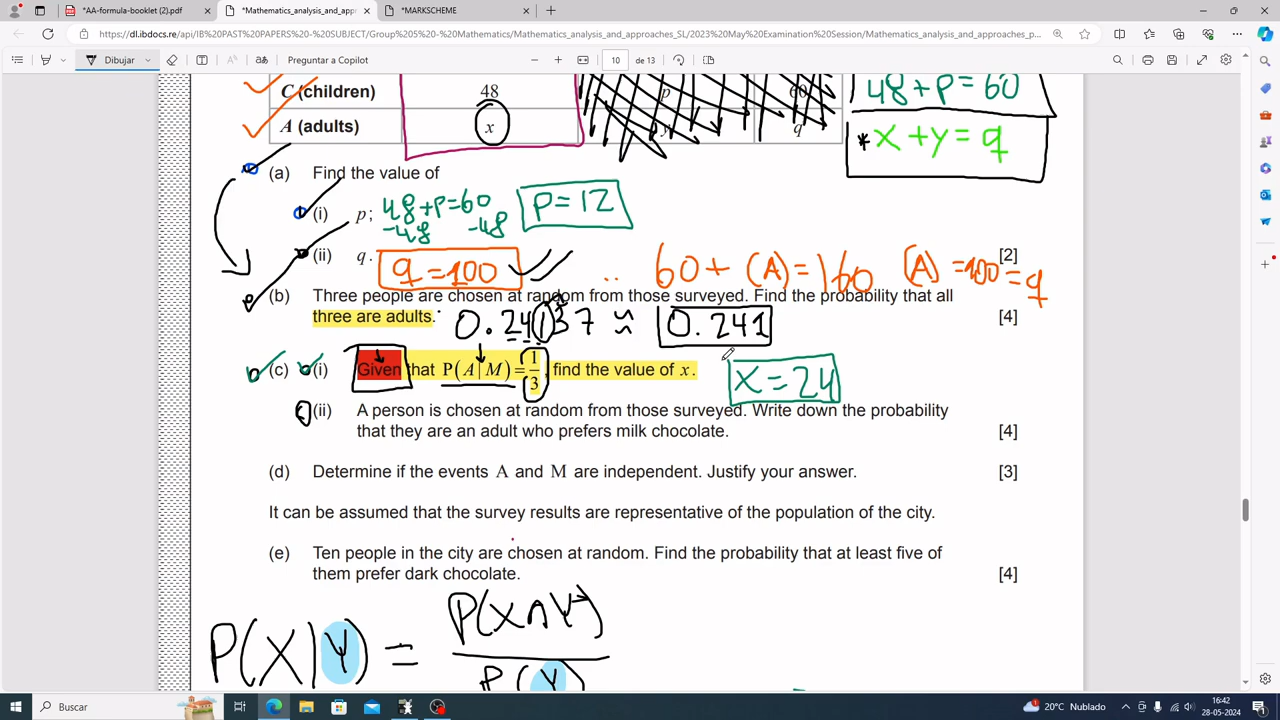 AA-formula-booklet (2).pdf
*Mathematics_analysis_and_appro
*MARKSCHEME
https://dl.ibdocs.re/api/IB%20PAST%20PAPERS%20-%20SUBJECT/Group%205%20-%20Mathematics/Mathematics_analysis_and_approaches_SL/2023%20May%20Examination%20Session/Mathematics_analysis_and_approaches_p...
Dibujar
Preguntar a Copilot
10 de 13
C (children) 48 p 60
A (adults) x y q
48+P=60
*x+y=q
(a) Find the value of
(i) p; 48+P=60 P=12
-48 -48
(ii) q. [2]
q=100 .. 60+(A)=160 (A)=100=q
(b) Three people are chosen at random from those surveyed. Find the probability that all
three are adults. [4]
0.24137 ≈ 0.241
(c) (i) Given that P(A|M)=1/3, find the value of x. x=24
(ii) A person is chosen at random from those surveyed. Write down the probability
that they are an adult who prefers milk chocolate. [4]
(d) Determine if the events A and M are independent. Justify your answer. [3]
It can be assumed that the survey results are representative of the population of the city.
(e) Ten people in the city are chosen at random. Find the probability that at least five of
them prefer dark chocolate. [4]
P(X∩Y)
P(X|Y) =
P(Y
Buscar
20°C Nublado
16:42
28-05-2024